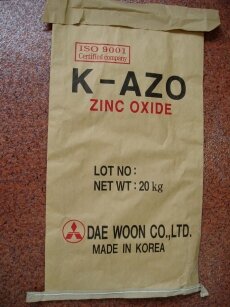 ISO 9001
Certified company
K-AZO
ZINC OXIDE
LOT NO :
NET WT : 20 kg
DAE WOON CO.,LTD.
MADE IN KOREA